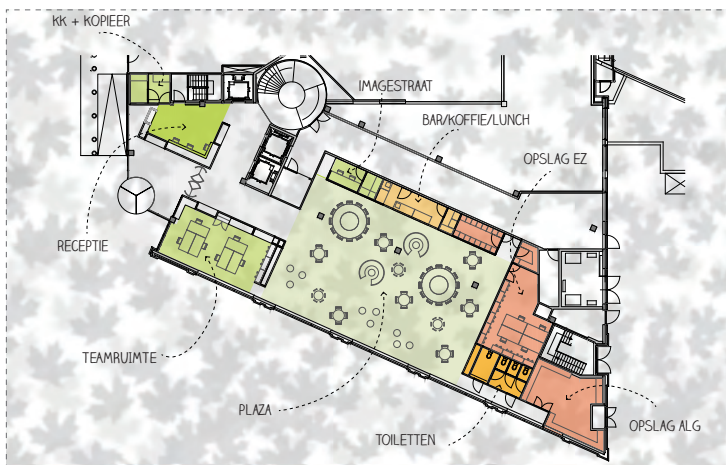 KK + KOPIEER
IMAGESTRAAT
BAR/KOFFIE/LUNCH
OPSLAG EZ
RECEPTIE
TEAMRUIMTE
PLAZA
TOILETTEN
OPSLAG ALG